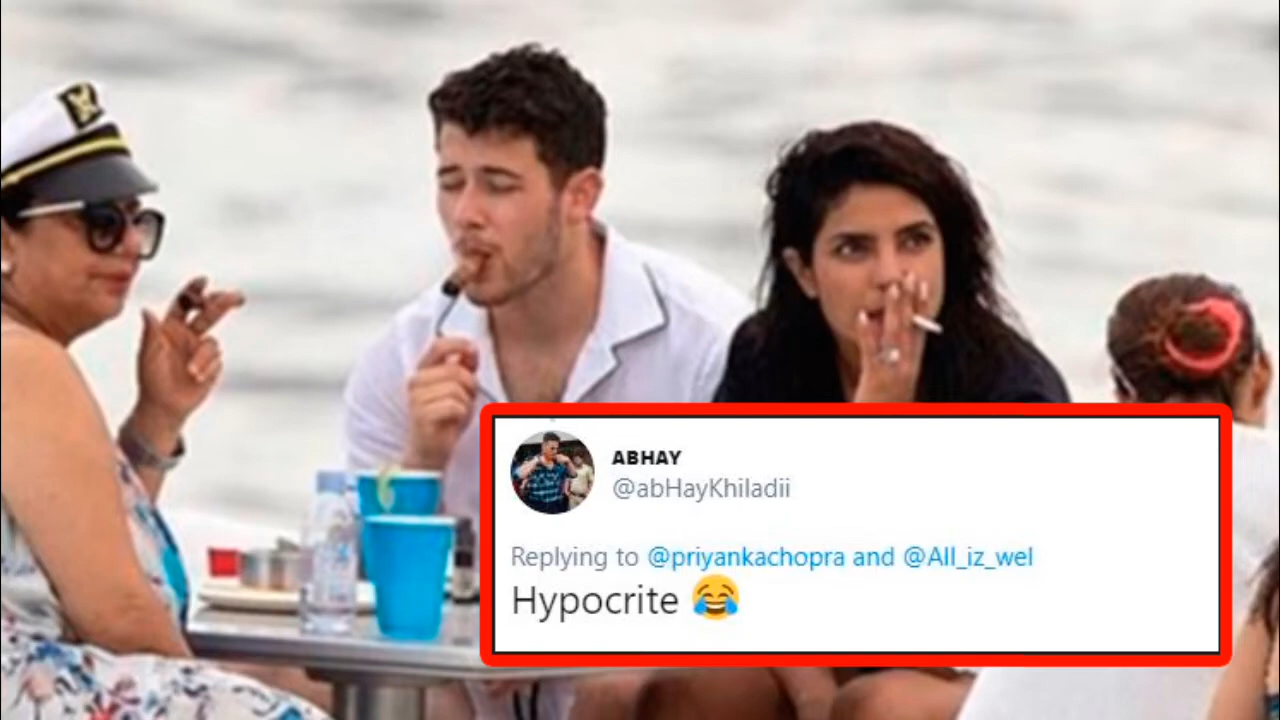 ABHAY
@abHayKhiladii
Replying to @priyankachopra and @All_iz_wel
Hypocrite 😂